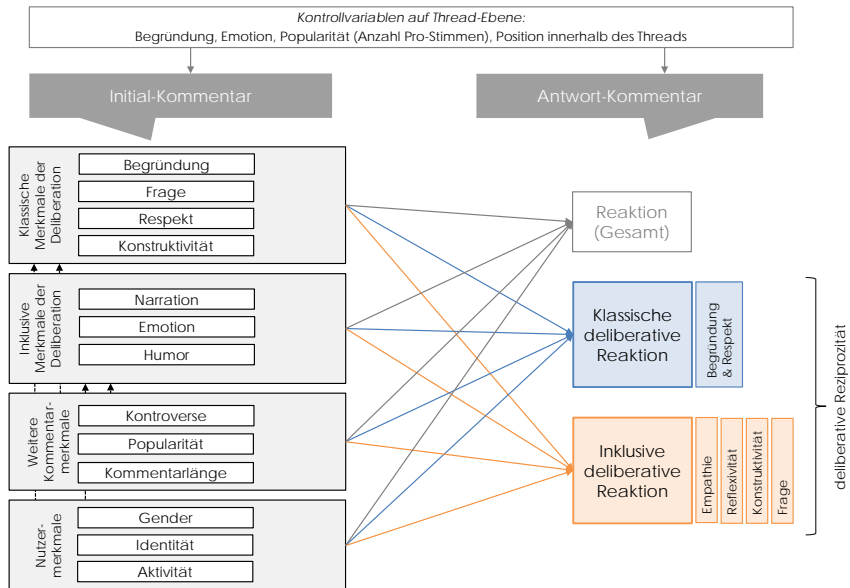 Kontrollvariablen auf Thread-Ebene:
Begründung, Emotion, Popularität (Anzahl Pro-Stimmen), Position innerhalb des Threads
Initial-Kommentar
Antwort-Kommentar
Klassische
Merkmale der
Deliberation
Begründung
Frage
Respekt
Konstruktivität
Inklusive
Merkmale der
Deliberation
Narration
Emotion
Humor
Weitere
Kommentar-
merkmale
Kontroverse
Popularität
Kommentarlänge
Nutzer-
merkmale
Gender
Identität
Aktivität
Reaktion
(Gesamt)
Klassische
deliberative
Reaktion
Begründung
& Respekt
Inklusive
deliberative
Reaktion
Empathie
Reflexivität
Konstruktivität
Frage
deliberative Reziprozität